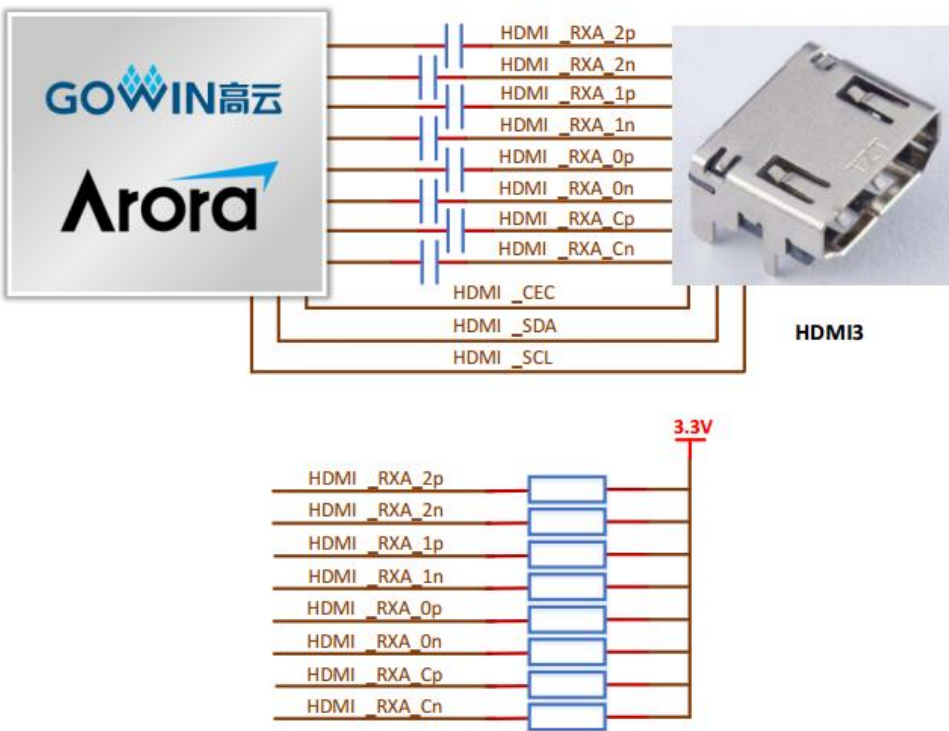 GOWIN高云
Arora
HDMI _RXA_2p
HDMI _RXA_2n
HDMI _RXA_1p
HDMI _RXA_1n
HDMI _RXA_0p
HDMI _RXA_0n
HDMI _RXA_Cp
HDMI _RXA_Cn
HDMI _CEC
HDMI _SDA
HDMI _SCL
HDMI3
3.3V
HDMI _RXA_2p
HDMI _RXA_2n
HDMI _RXA_1p
HDMI _RXA_1n
HDMI _RXA_0p
HDMI _RXA_0n
HDMI _RXA_Cp
HDMI _RXA_Cn